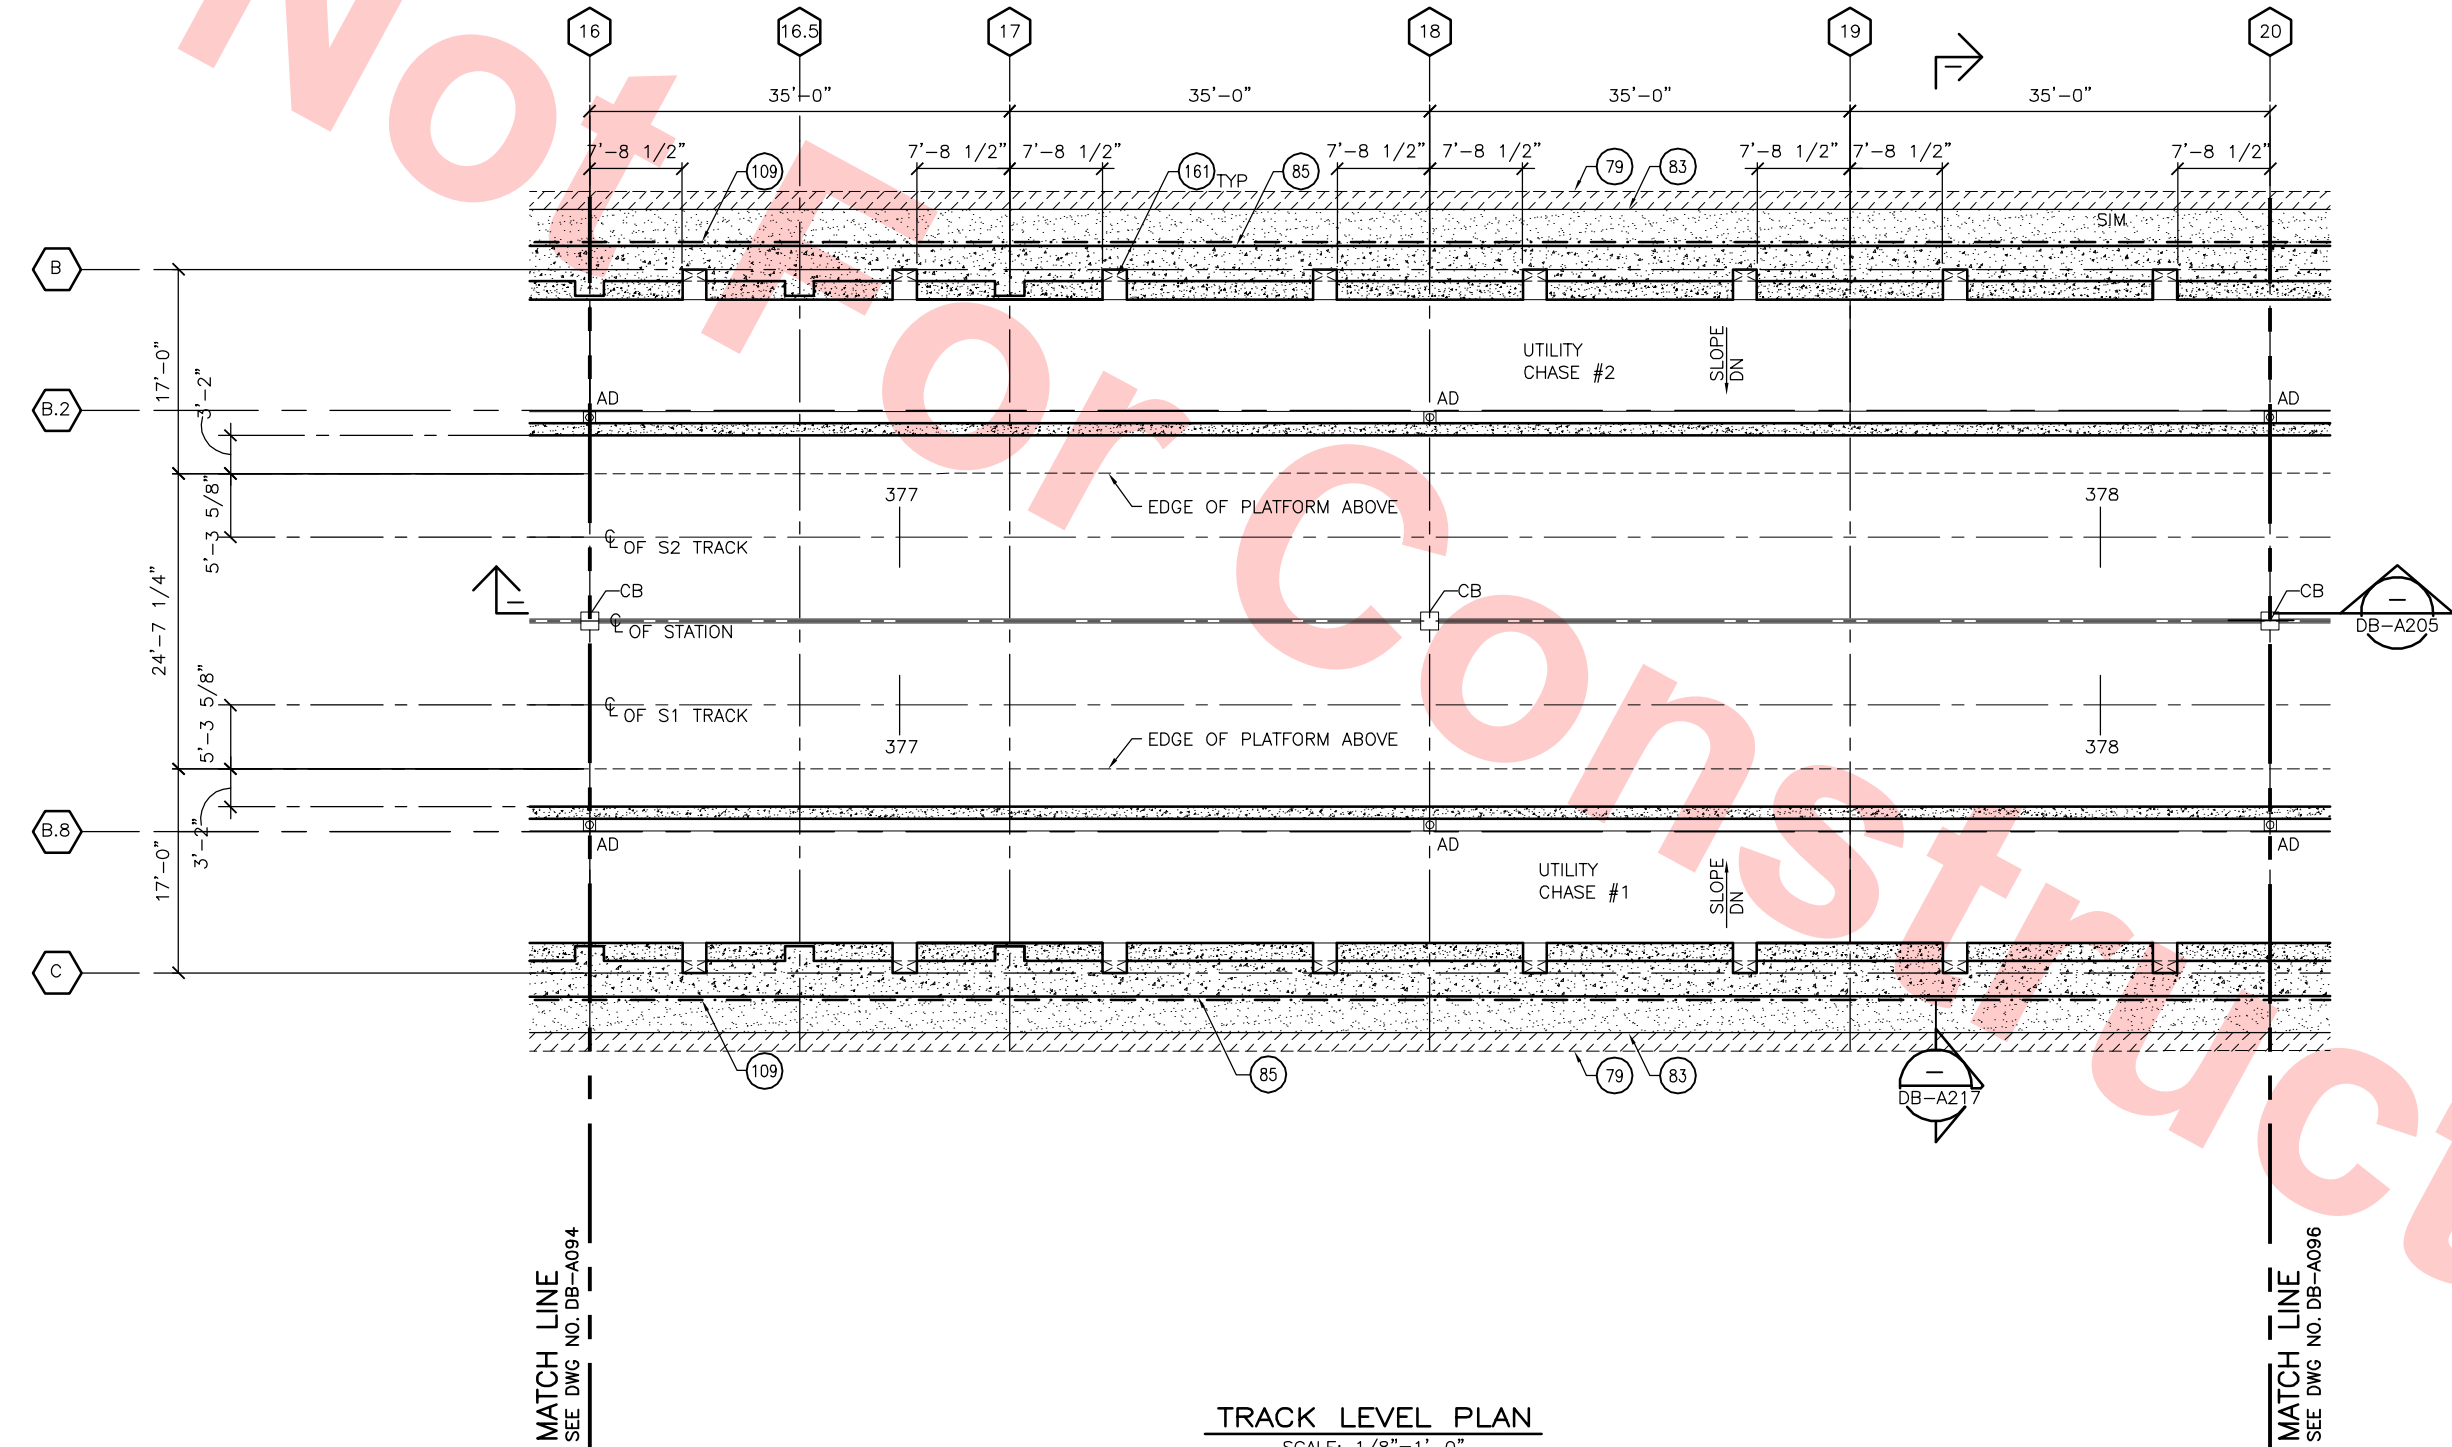 Not For Construct
16
16.5
17
18
19
20
35'-0"
35'-0"
35'-0"
35'-0"
7'-8 1/2"
7'-8 1/2"
7'-8 1/2"
7'-8 1/2"
7'-8 1/2"
7'-8 1/2"
7'-8 1/2"
7'-8 1/2"
109
161
TYP
85
79
83
SIM
B
B.2
B.8
C
17'-0"
3'-2"
5'-3 5/8"
24'-7 1/4"
5'-3 5/8"
3'-2"
17'-0"
UTILITY
CHASE #2
SLOPE
DN
AD
AD
AD
377
EDGE OF PLATFORM ABOVE
378
℄ OF S2 TRACK
CB
CB
CB
℄ OF STATION
DB-A205
℄ OF S1 TRACK
377
EDGE OF PLATFORM ABOVE
378
AD
AD
AD
UTILITY
CHASE #1
SLOPE
DN
109
85
79
83
DB-A217
MATCH LINE
SEE DWG NO. DB-A094
MATCH LINE
SEE DWG NO. DB-A096
TRACK LEVEL PLAN
SCALE: 1/8"=1'-0"